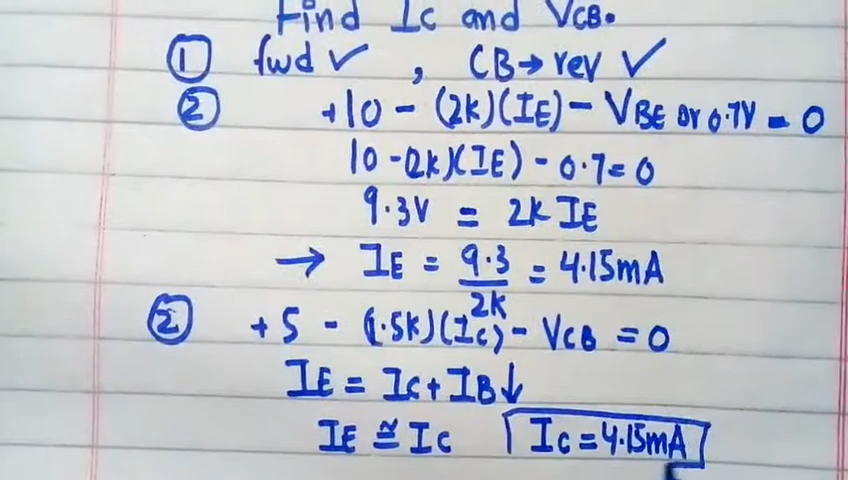 Find Ic and VCB.
① fwd ✓ , CB→rev ✓
② +10 - (2k)(IE) - VBE or 0.7V = 0
10 - (2k)(IE) - 0.7 = 0
9.3V = 2k IE
→ IE = 9.3/2k = 4.15mA
② +5 - (1.5k)(Ic) - VCB = 0
IE = Ic + IB↓
IE ≅ Ic Ic = 4.15mA